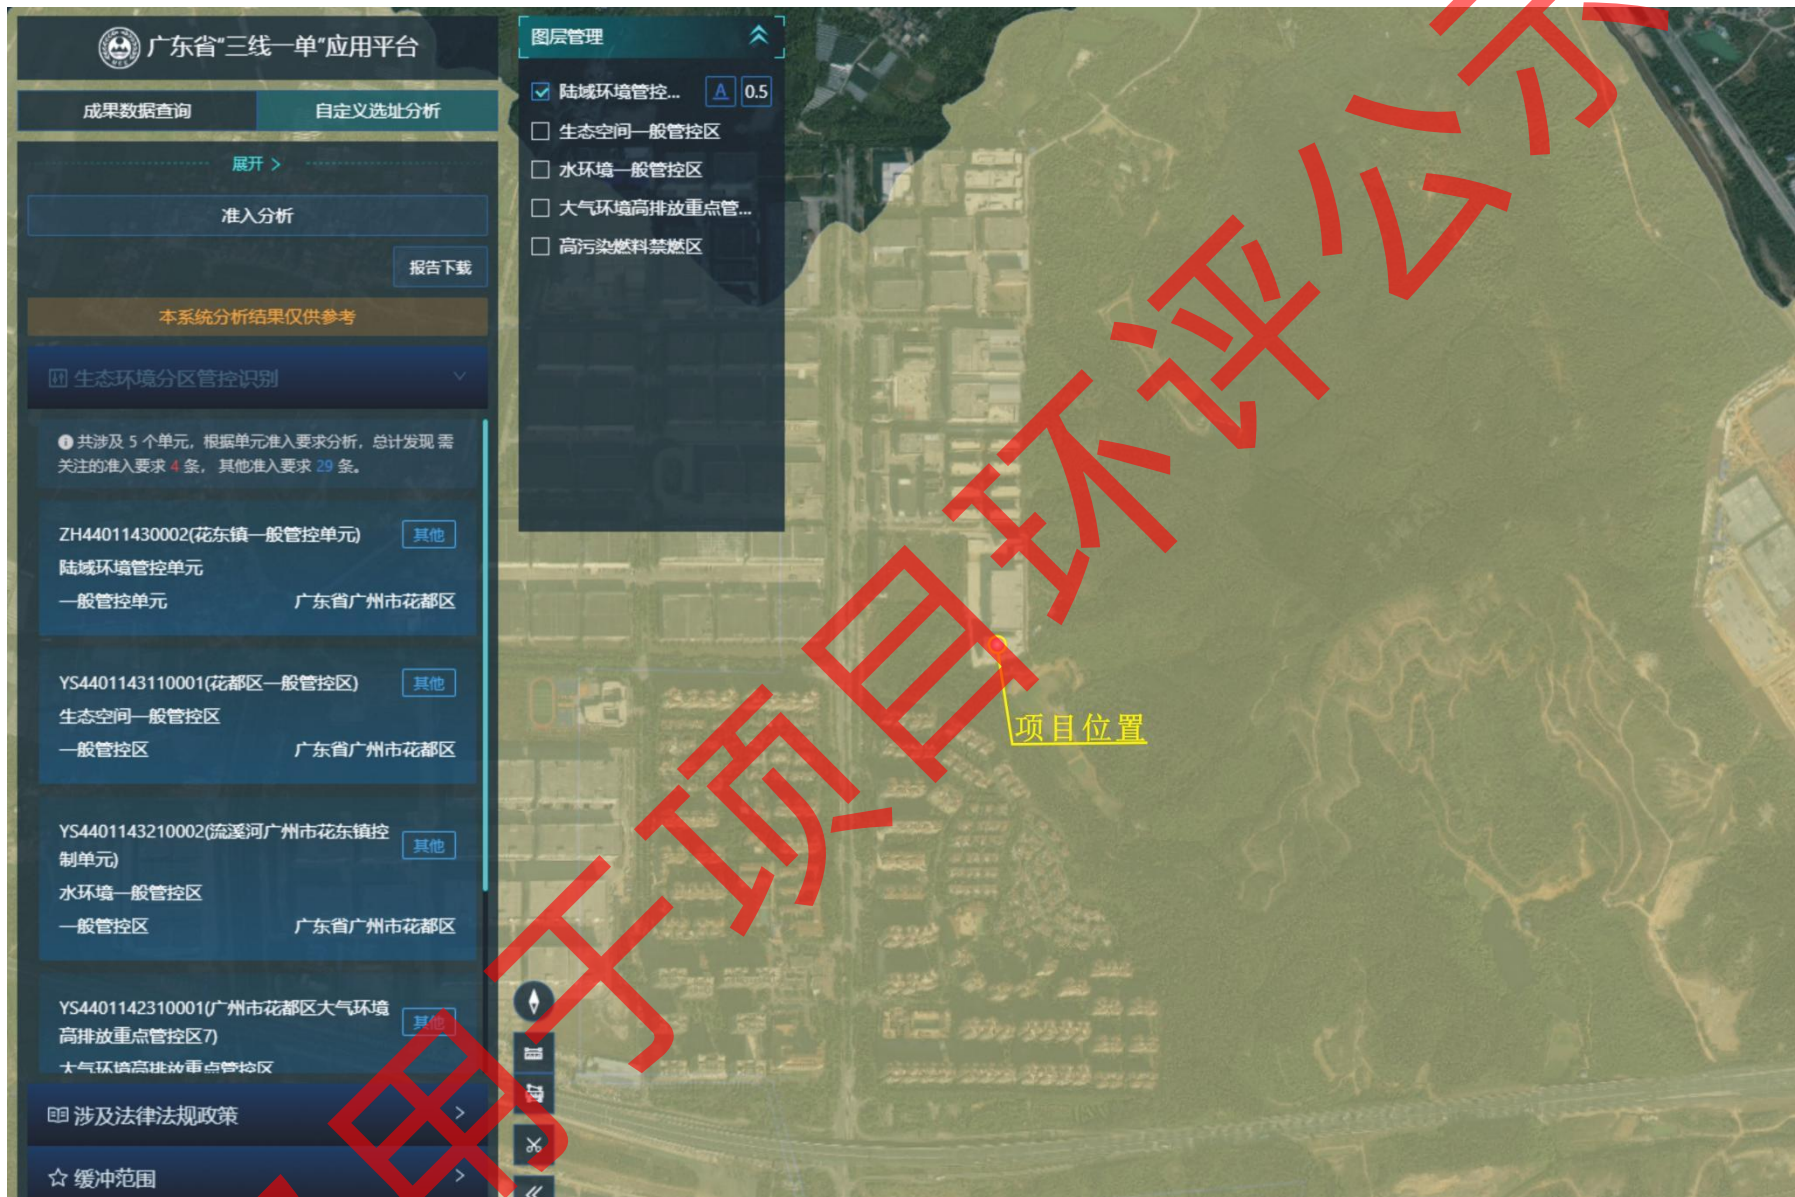 广东省“三线一单”应用平台
成果数据查询
自定义选址分析
展开 >
准入分析
报告下载
本系统分析结果仅供参考
生态环境分区管控识别
共涉及 5 个单元，根据单元准入要求分析，总计发现 需
关注的准入要求 4 条， 其他准入要求 29 条。
ZH44011430002(花东镇一般管控单元)
其他
陆域环境管控单元
一般管控单元
广东省广州市花都区
YS4401143110001(花都区一般管控区)
其他
生态空间一般管控区
一般管控区
广东省广州市花都区
YS4401143210002(流溪河广州市花东镇控
制单元)
其他
水环境一般管控区
一般管控区
广东省广州市花都区
YS4401142310001(广州市花都区大气环境
高排放重点管控区7)
其他
大气环境高排放重点管控区
涉及法律法规政策
缓冲范围
图层管理
陆域环境管控...
A
0.5
生态空间一般管控区
水环境一般管控区
大气环境高排放重点管...
高污染燃料禁燃区
项目位置
用于项目环评公示